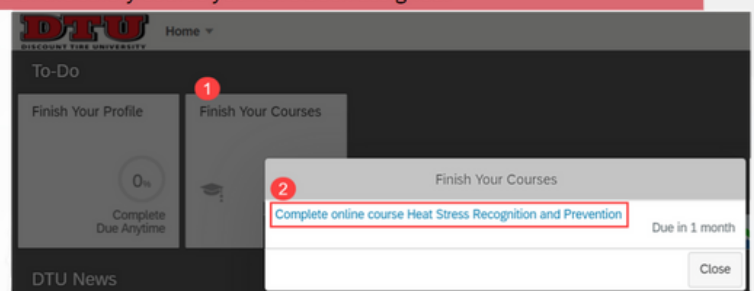 DTU
DISCOUNT TIRE UNIVERSITY
Home
To-Do
1
Finish Your Profile
Finish Your Courses
0%
Complete
Due Anytime
Finish Your Courses
2
Complete online course Heat Stress Recognition and Prevention
Due in 1 month
Close
DTU News